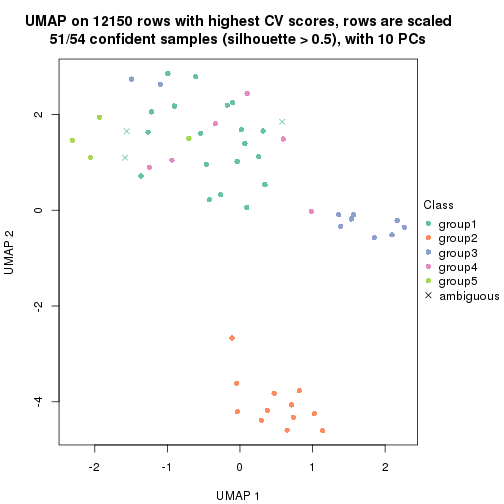 UMAP on 12150 rows with highest CV scores, rows are scaled
51/54 confident samples (silhouette > 0.5), with 10 PCs
2
0
-2
-4
UMAP 2
-2
-1
0
1
2
UMAP 1
Class
group1
group2
group3
group4
group5
ambiguous